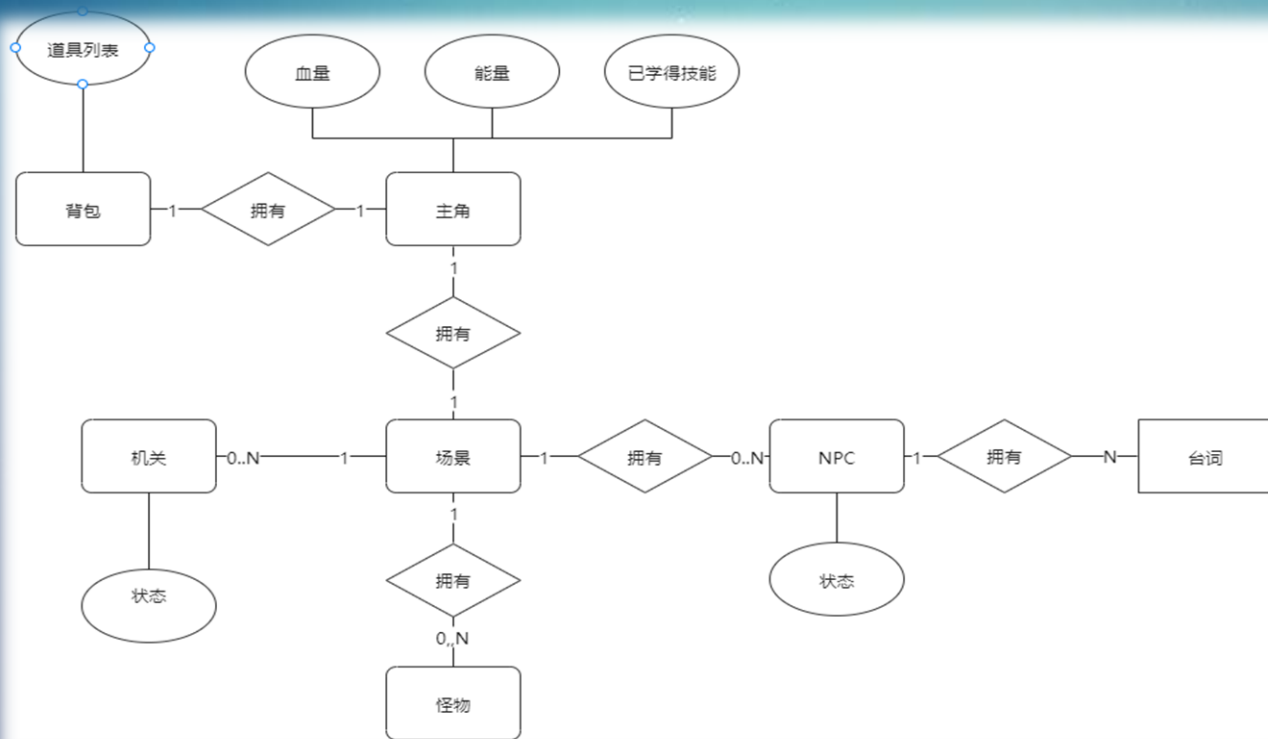 道具列表
血量
能量
已学得技能
背包
1
拥有
1
主角
1
拥有
1
机关
0..N
1
场景
1
拥有
0..N
NPC
1
拥有
N
台词
1
拥有
0,,N
怪物
状态
状态